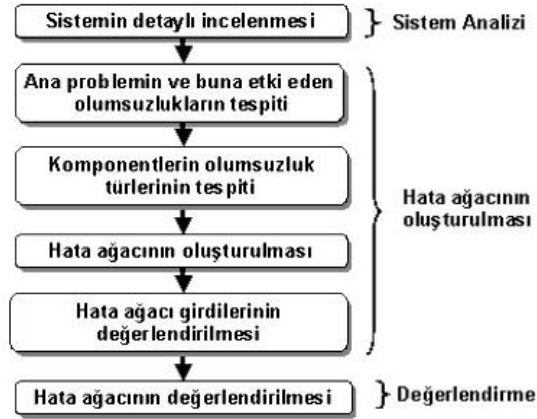 Sistemin detaylı incelenmesi
Sistem Analizi
Ana problemin ve buna etki eden
olumsuzlukların tespiti
Komponentlerin olumsuzluk
türlerinin tespiti
Hata ağacının oluşturulması
Hata ağacı girdilerinin
değerlendirilmesi
Hata ağacının
oluşturulması
Hata ağacının değerlendirilmesi
Değerlendirme